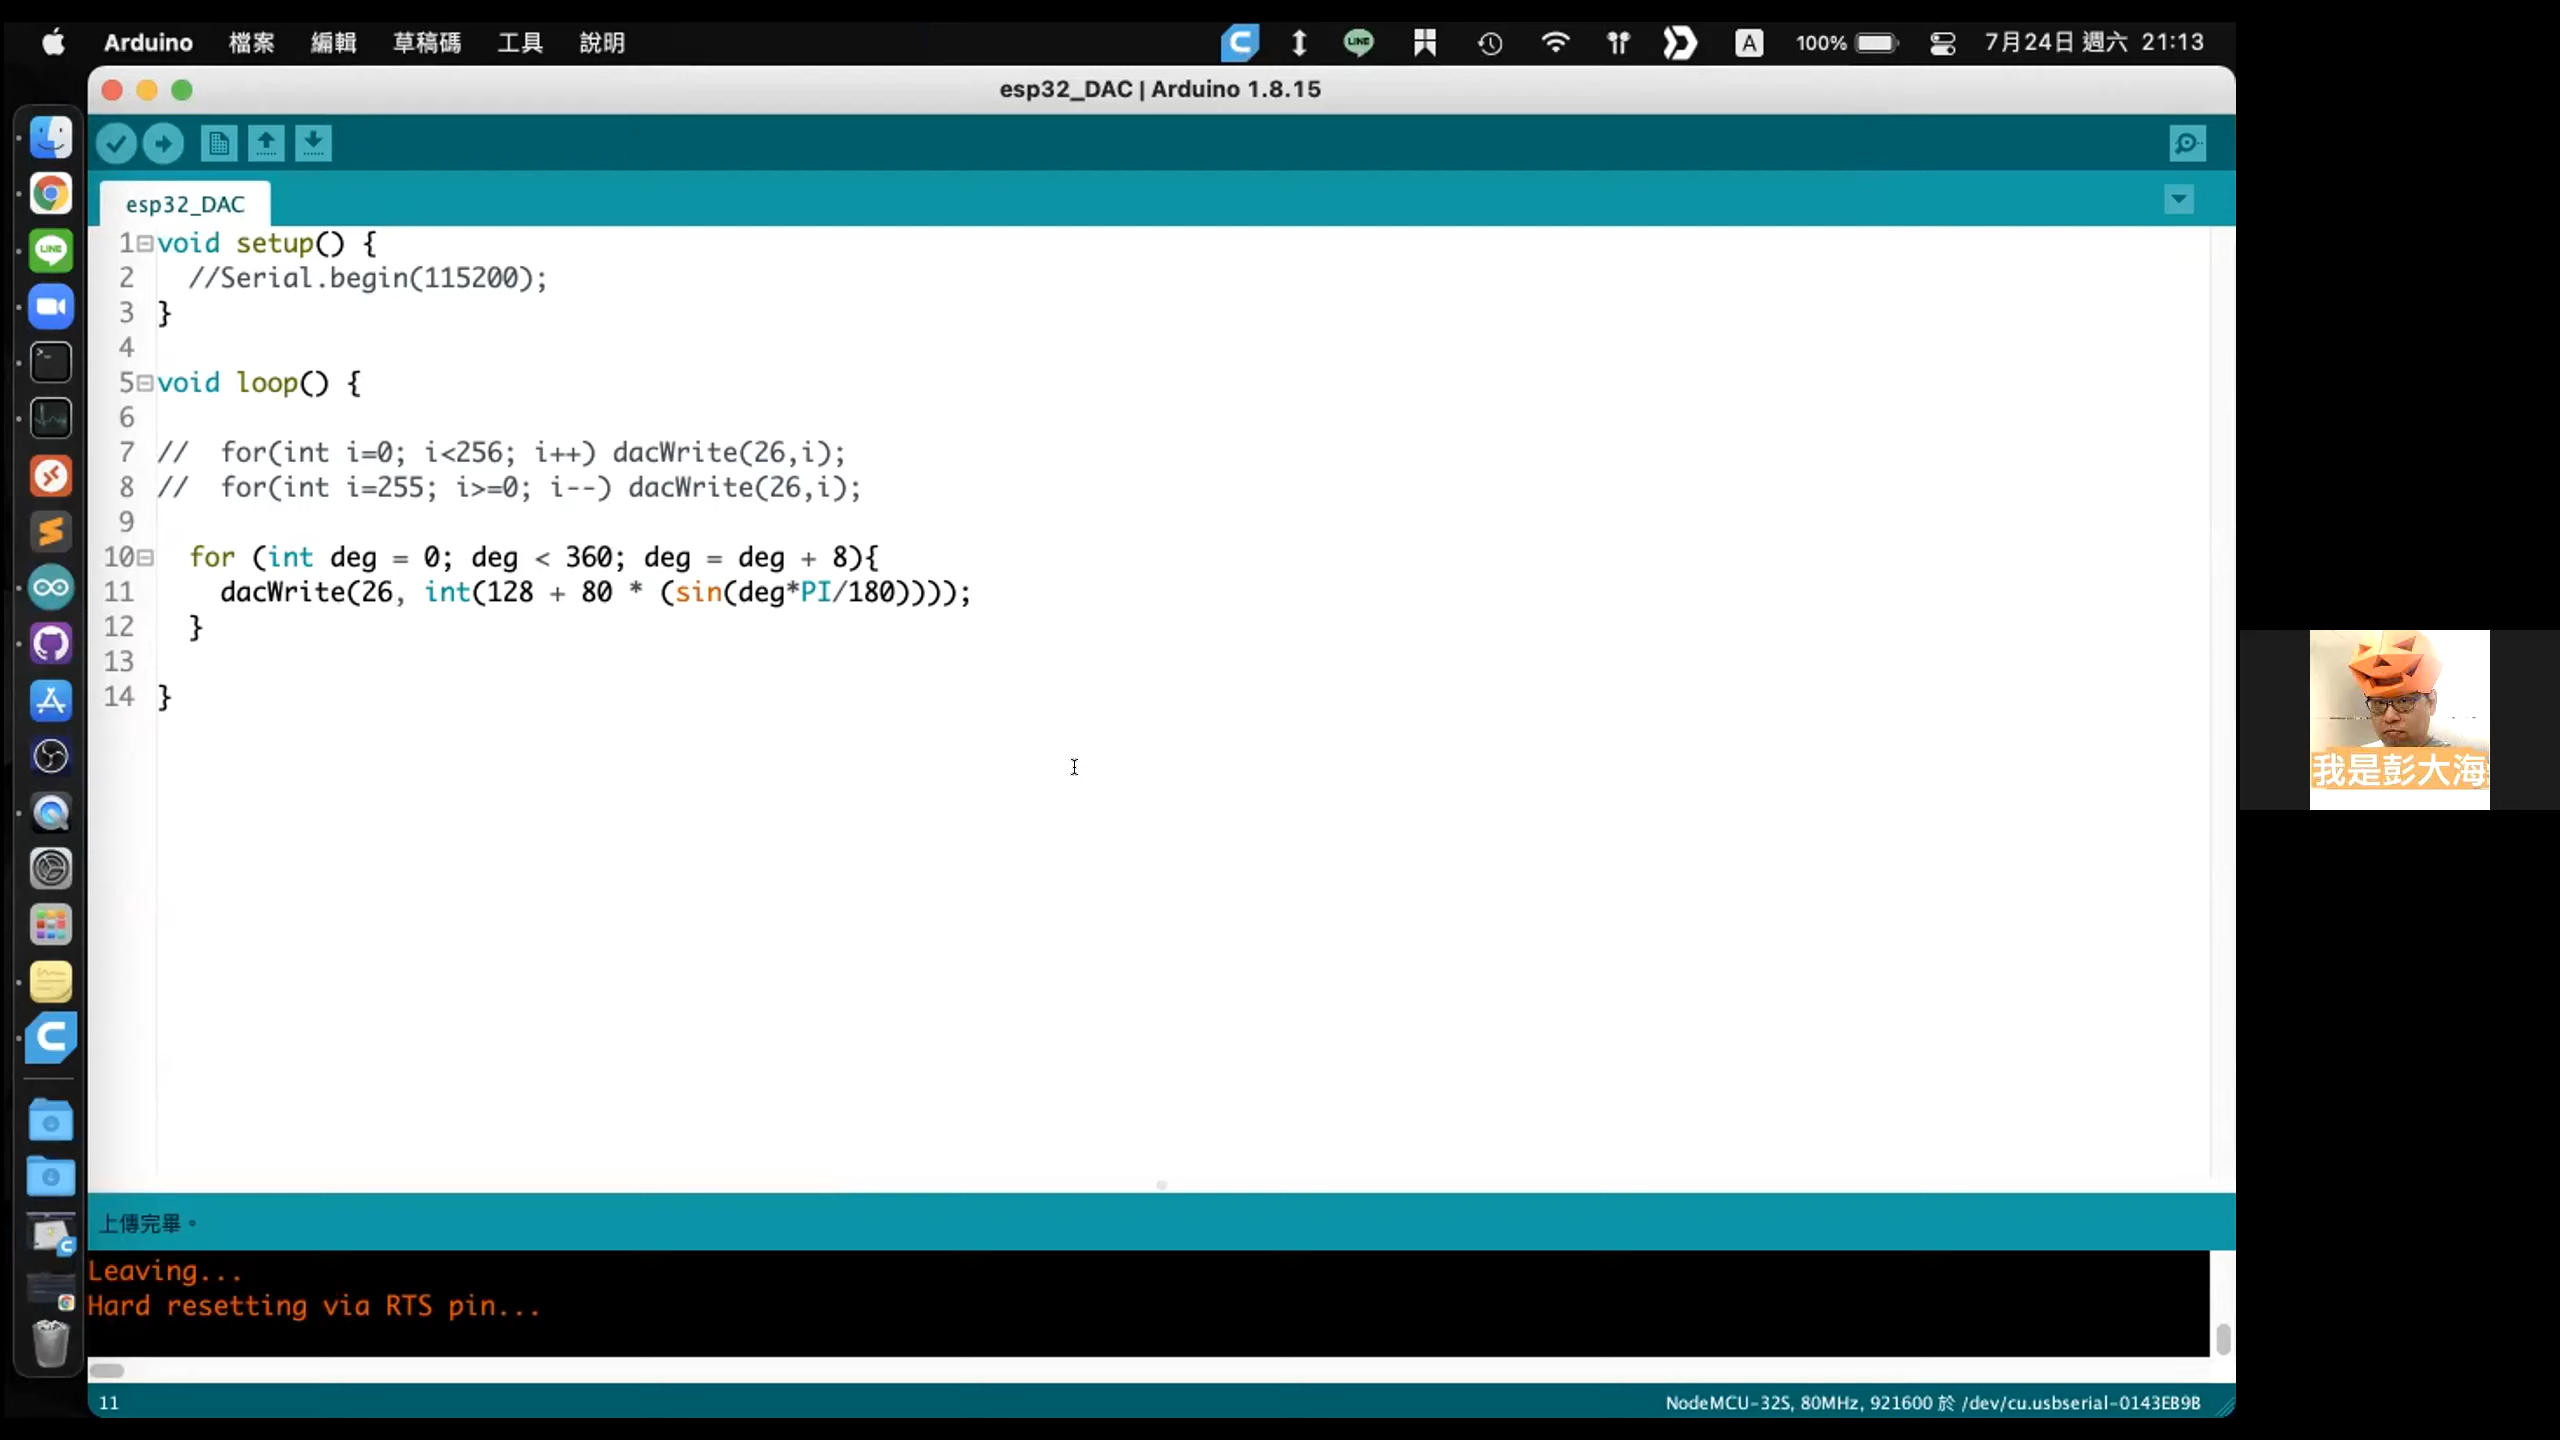 Arduino 檔案 編輯 草稿碼 工具 說明 LINE A 100% 7月24日 週六 21:13
esp32_DAC | Arduino 1.8.15
esp32_DAC
1 void setup() {
2 //Serial.begin(115200);
3 }
4
5 void loop() {
6
7 // for(int i=0; i<256; i++) dacWrite(26,i);
8 // for(int i=255; i>=0; i--) dacWrite(26,i);
9
10 for (int deg = 0; deg < 360; deg = deg + 8){
11 dacWrite(26, int(128 + 80 * (sin(deg*PI/180))));
12 }
13
14 }
我是彭大海
上傳完畢。
Leaving...
Hard resetting via RTS pin...
11
NodeMCU-32S, 80MHz, 921600 於 /dev/cu.usbserial-0143EB9B